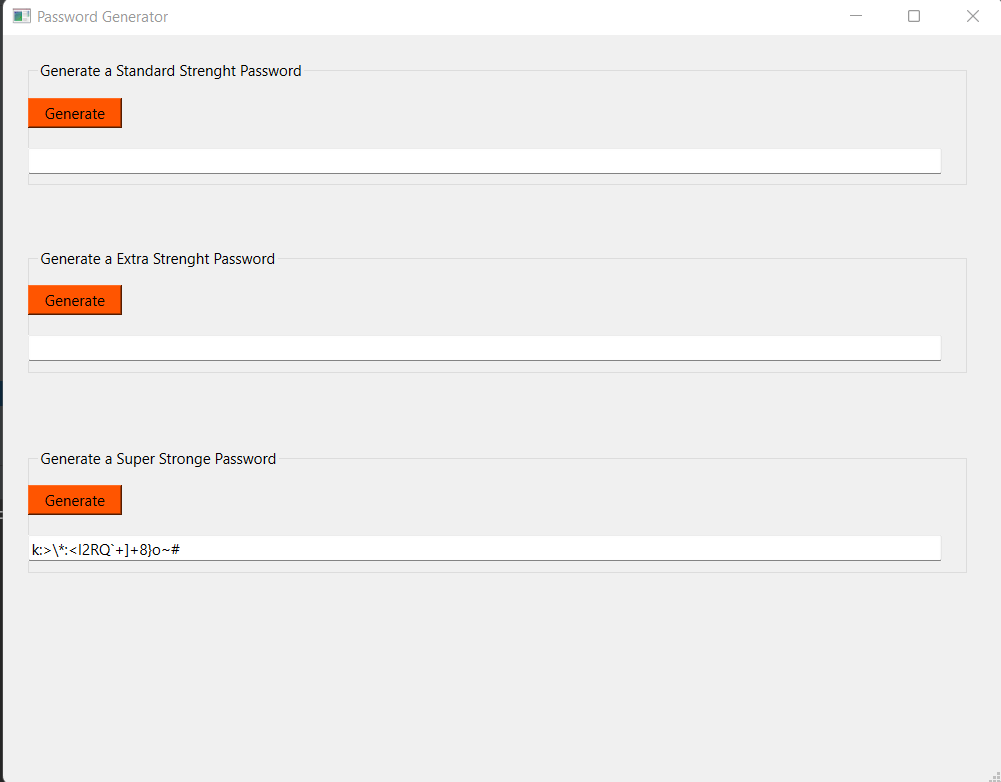 Password Generator
Generate a Standard Strenght Password
Generate
Generate a Extra Strenght Password
Generate
Generate a Super Stronge Password
Generate
k:>\*:<I2RQ`+]+8}o~#